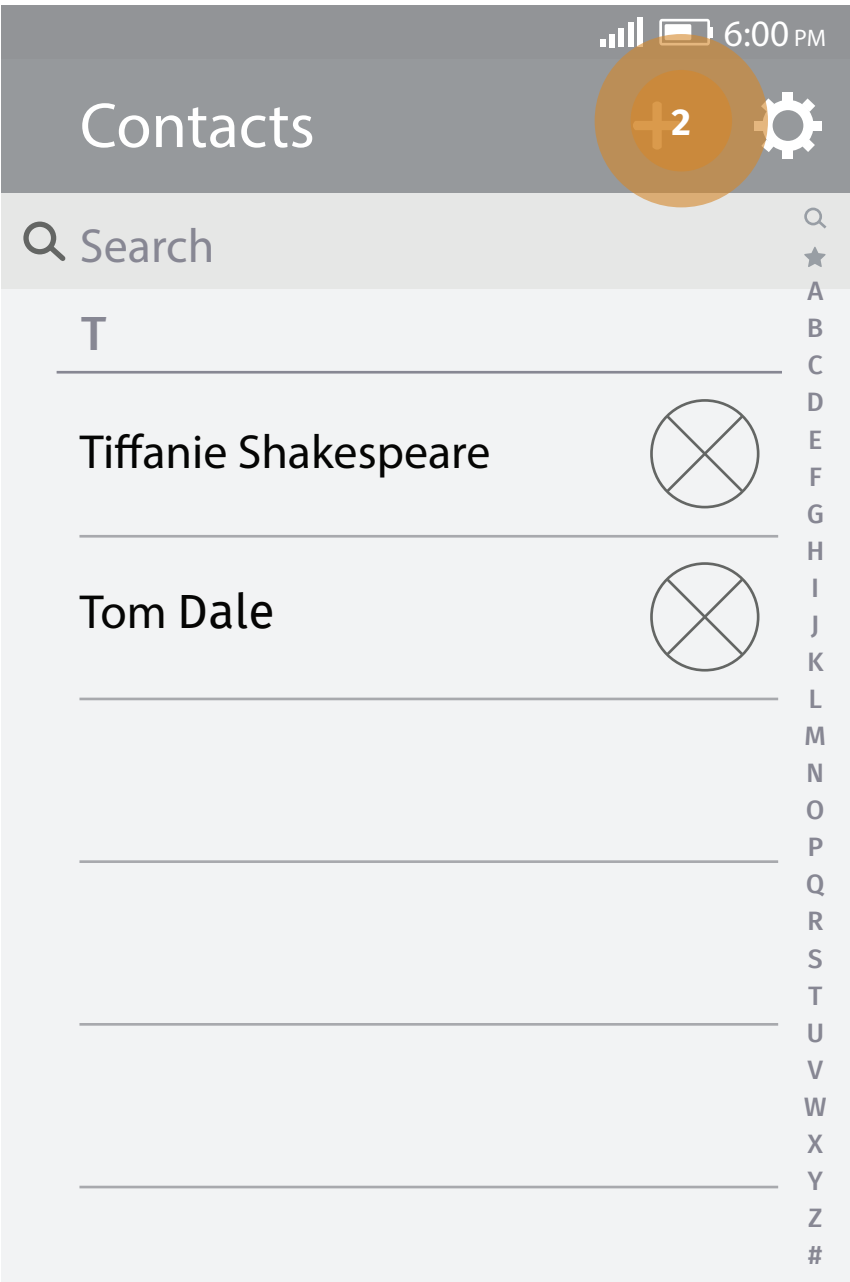 6:00 PM
Contacts
2
Search
T
Tiffanie Shakespeare
Tom Dale
A
B
C
D
E
F
G
H
I
J
K
L
M
N
O
P
Q
R
S
T
U
V
W
X
Y
Z
#